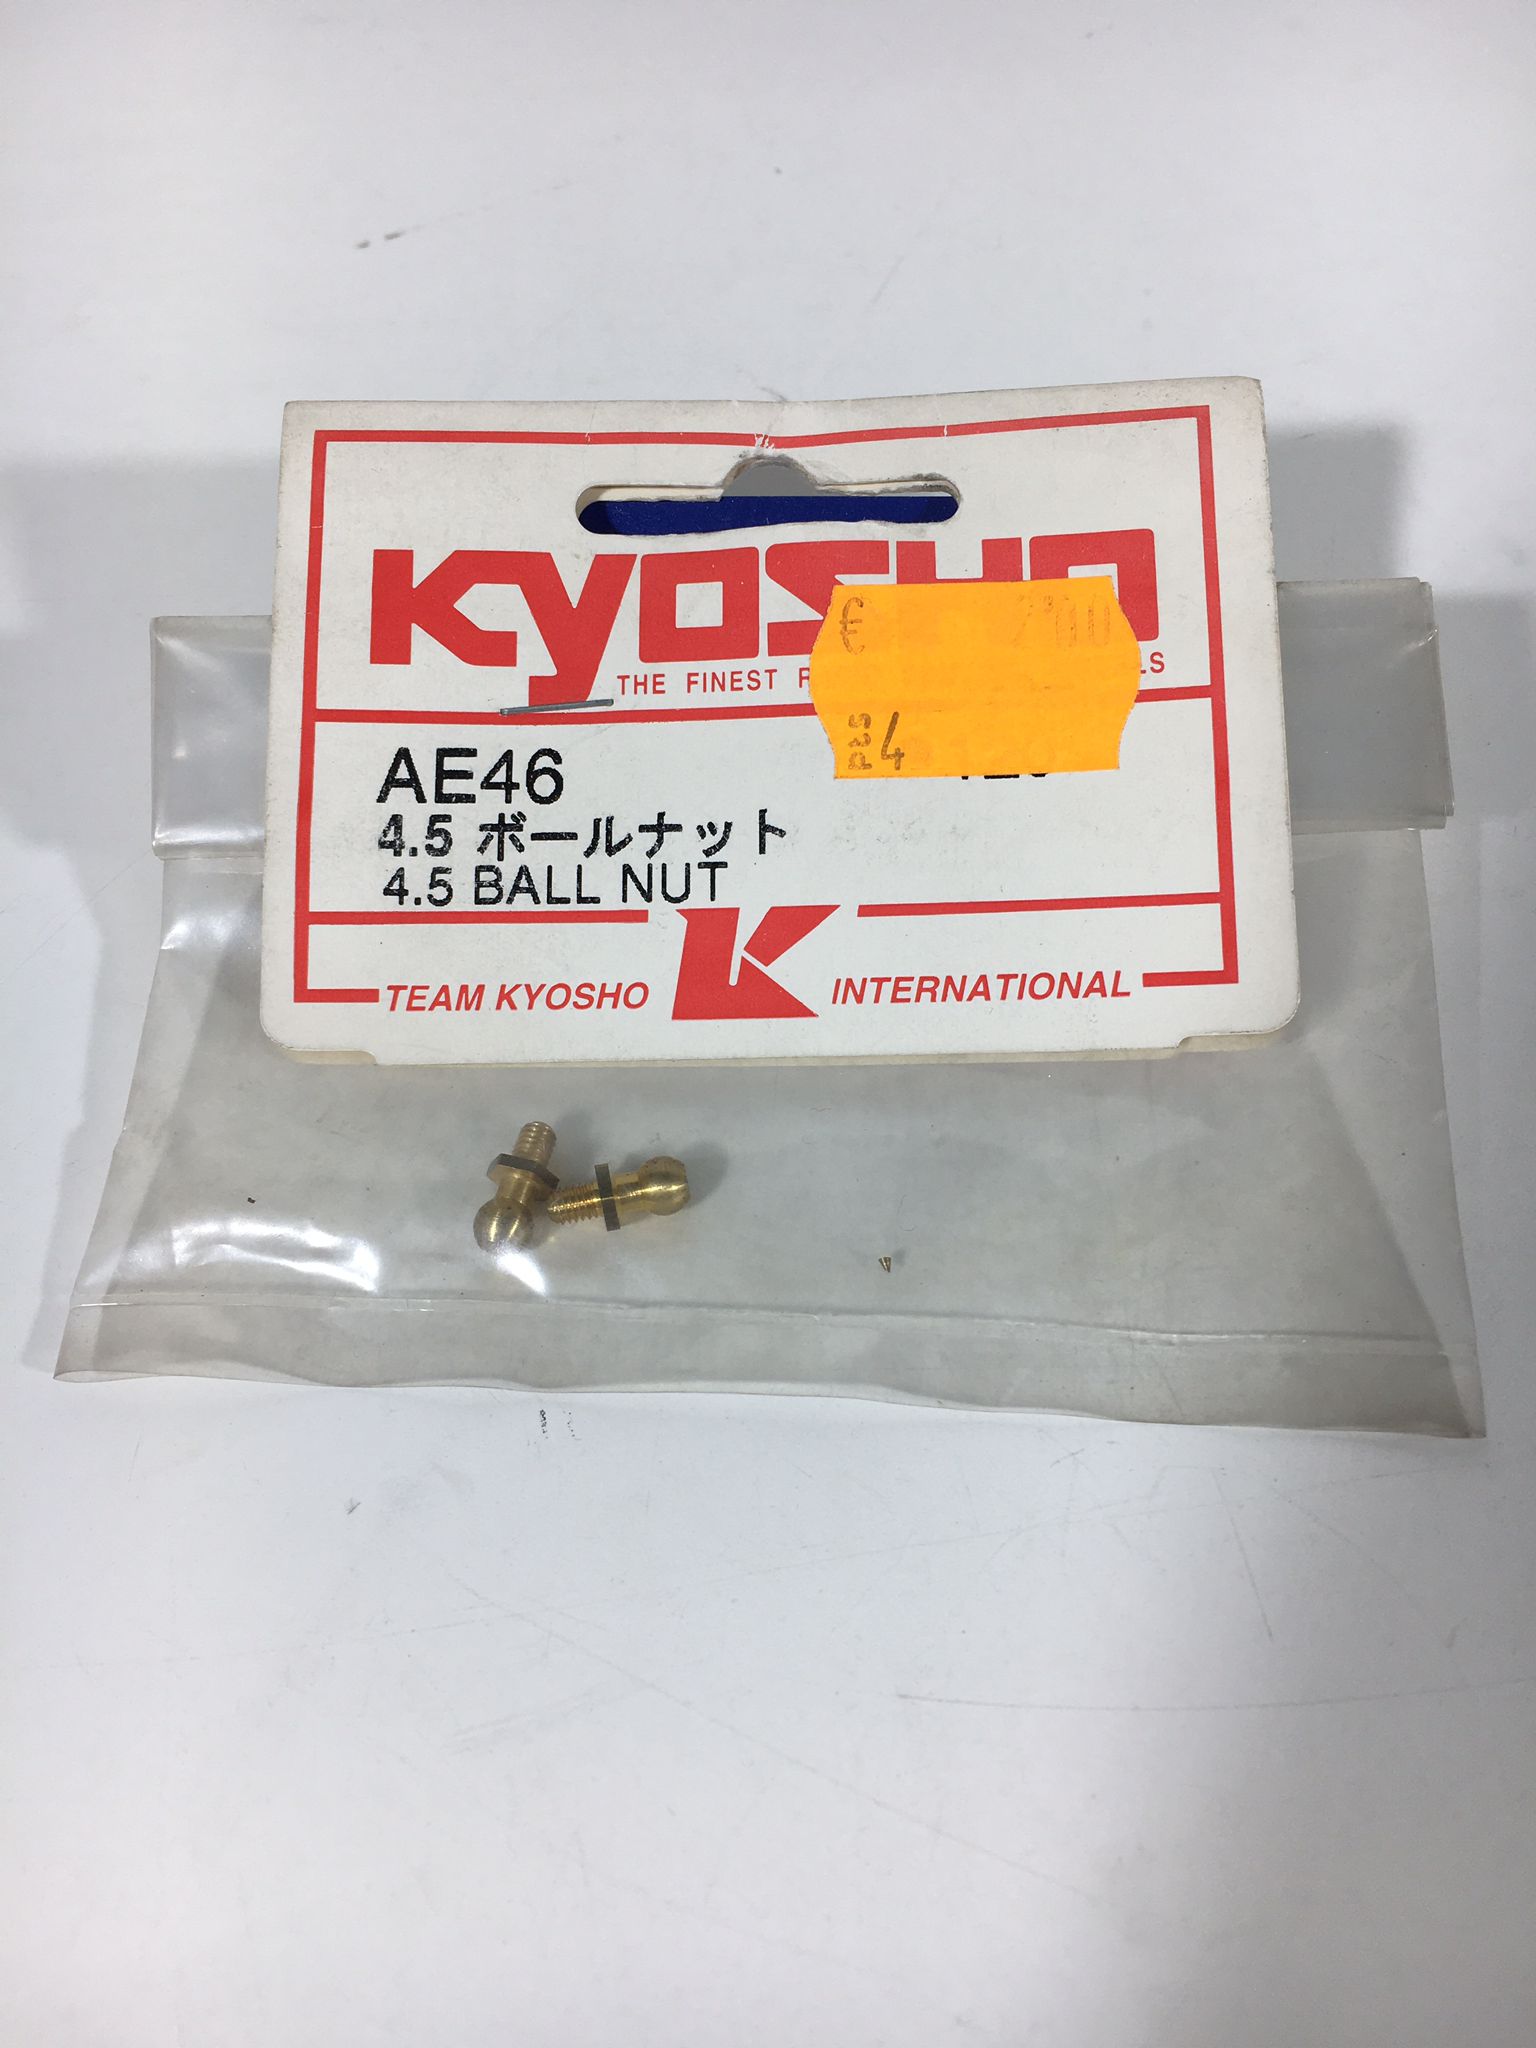 KYOSHO
THE FINEST
AE46
4.5 ボールナット
4.5 BALL NUT
TEAM KYOSHO K INTERNATIONAL
€
Pts 4